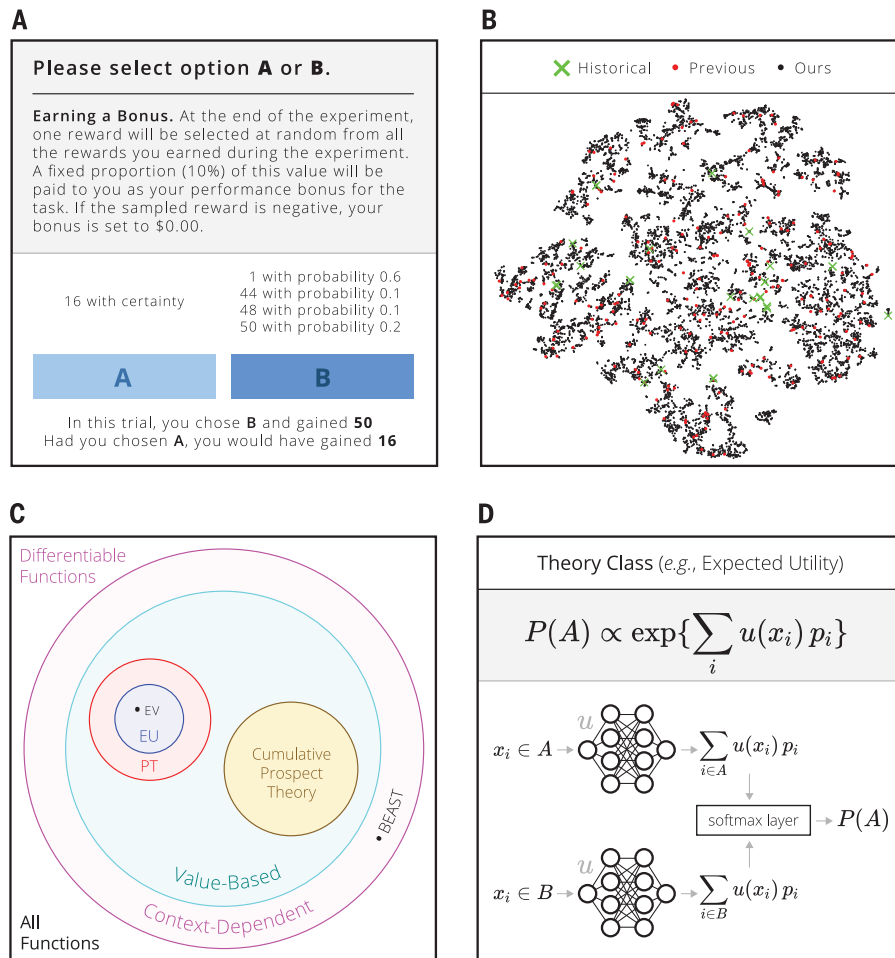 A
Please select option A or B.
Earning a Bonus. At the end of the experiment,
one reward will be selected at random from all
the rewards you earned during the experiment.
A fixed proportion (10%) of this value will be
paid to you as your performance bonus for the
task. If the sampled reward is negative, your
bonus is set to $0.00.
16 with certainty
1 with probability 0.6
44 with probability 0.1
48 with probability 0.1
50 with probability 0.2
A
B
In this trial, you chose B and gained 50
Had you chosen A, you would have gained 16
B
Historical
Previous
Ours
C
Differentiable
Functions
EV
EU
PT
Cumulative
Prospect
Theory
BEAST
Value-Based
Context-Dependent
All
Functions
D
Theory Class (e.g., Expected Utility)
P(A) ∝ exp{∑ᵢ u(xᵢ) pᵢ}
u
xᵢ ∈ A
∑ i∈A u(xᵢ) pᵢ
softmax layer
P(A)
u
xᵢ ∈ B
∑ i∈B u(xᵢ) pᵢ